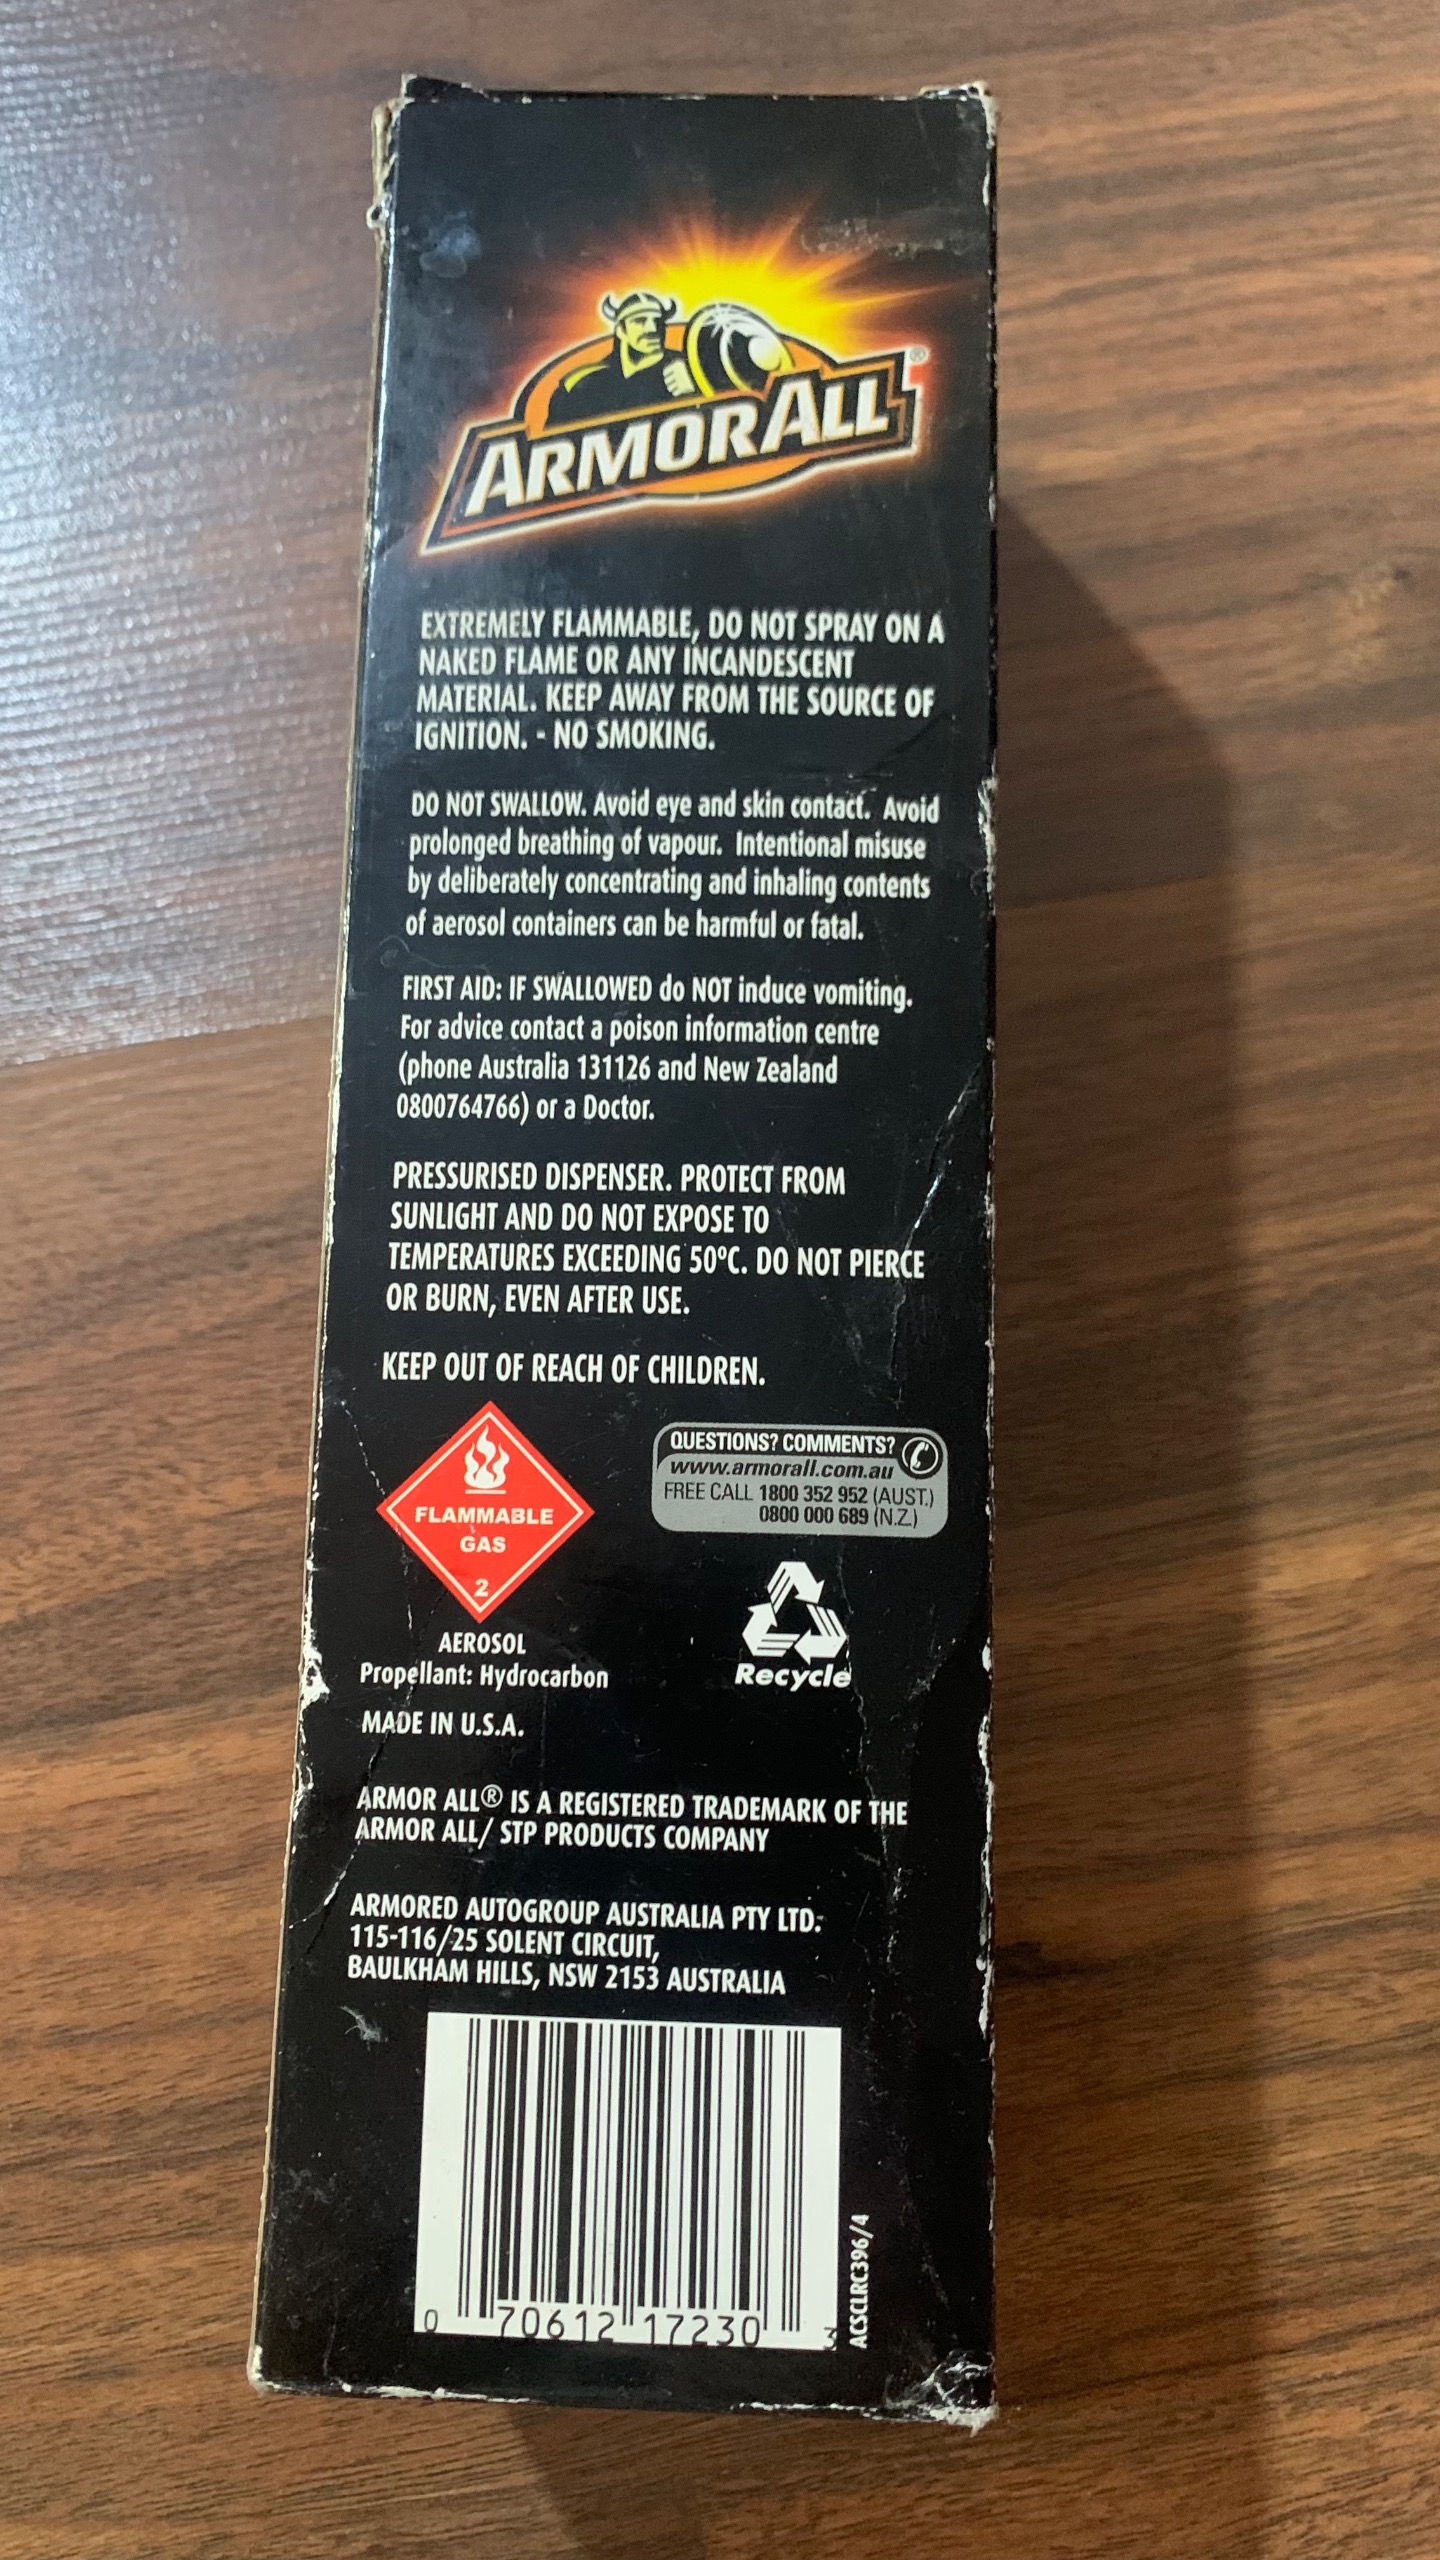 ARMOR ALL®
EXTREMELY FLAMMABLE, DO NOT SPRAY ON A
NAKED FLAME OR ANY INCANDESCENT
MATERIAL. KEEP AWAY FROM THE SOURCE OF
IGNITION. - NO SMOKING.
DO NOT SWALLOW. Avoid eye and skin contact. Avoid
prolonged breathing of vapour. Intentional misuse
by deliberately concentrating and inhaling contents
of aerosol containers can be harmful or fatal.
FIRST AID: IF SWALLOWED do NOT induce vomiting.
For advice contact a poison information centre
(phone Australia 131126 and New Zealand
0800764766) or a Doctor.
PRESSURISED DISPENSER. PROTECT FROM
SUNLIGHT AND DO NOT EXPOSE TO
TEMPERATURES EXCEEDING 50ºC. DO NOT PIERCE
OR BURN, EVEN AFTER USE.
KEEP OUT OF REACH OF CHILDREN.
FLAMMABLE
GAS
2
AEROSOL
Propellant: Hydrocarbon
QUESTIONS? COMMENTS?
www.armorall.com.au
FREE CALL 1800 352 952 (AUST.)
0800 000 689 (N.Z.)
Recycle
MADE IN U.S.A.
ARMOR ALL® IS A REGISTERED TRADEMARK OF THE
ARMOR ALL/ STP PRODUCTS COMPANY
ARMORED AUTOGROUP AUSTRALIA PTY LTD.
115-116/25 SOLENT CIRCUIT,
BAULKHAM HILLS, NSW 2153 AUSTRALIA
0 70612 17230 3
ACSCLRC396/4